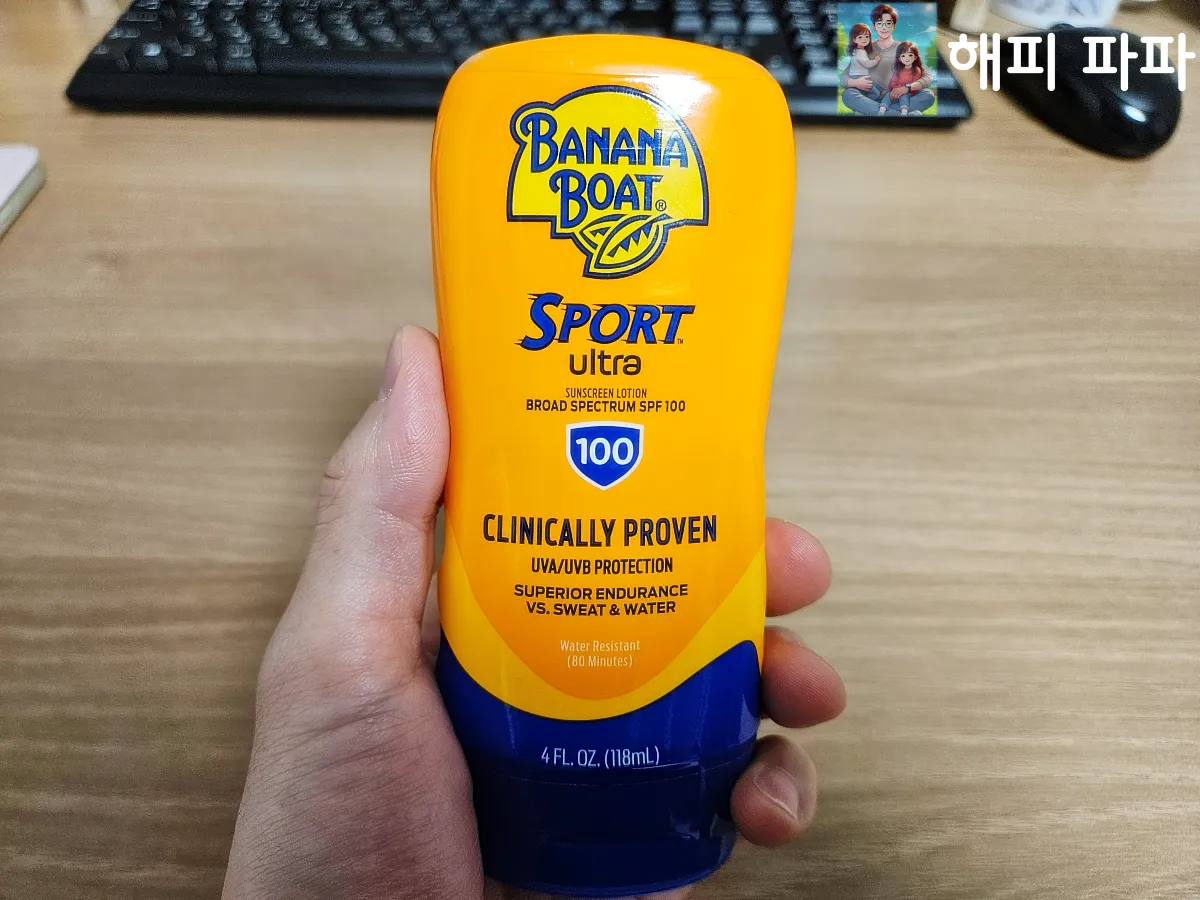 해피 파파
BANANA
BOAT®
SPORT™
ultra
SUNSCREEN LOTION
BROAD SPECTRUM SPF 100
100
CLINICALLY PROVEN
UVA/UVB PROTECTION
SUPERIOR ENDURANCE
VS. SWEAT & WATER
Water Resistant
(80 Minutes)
4 FL. OZ. (118mL)